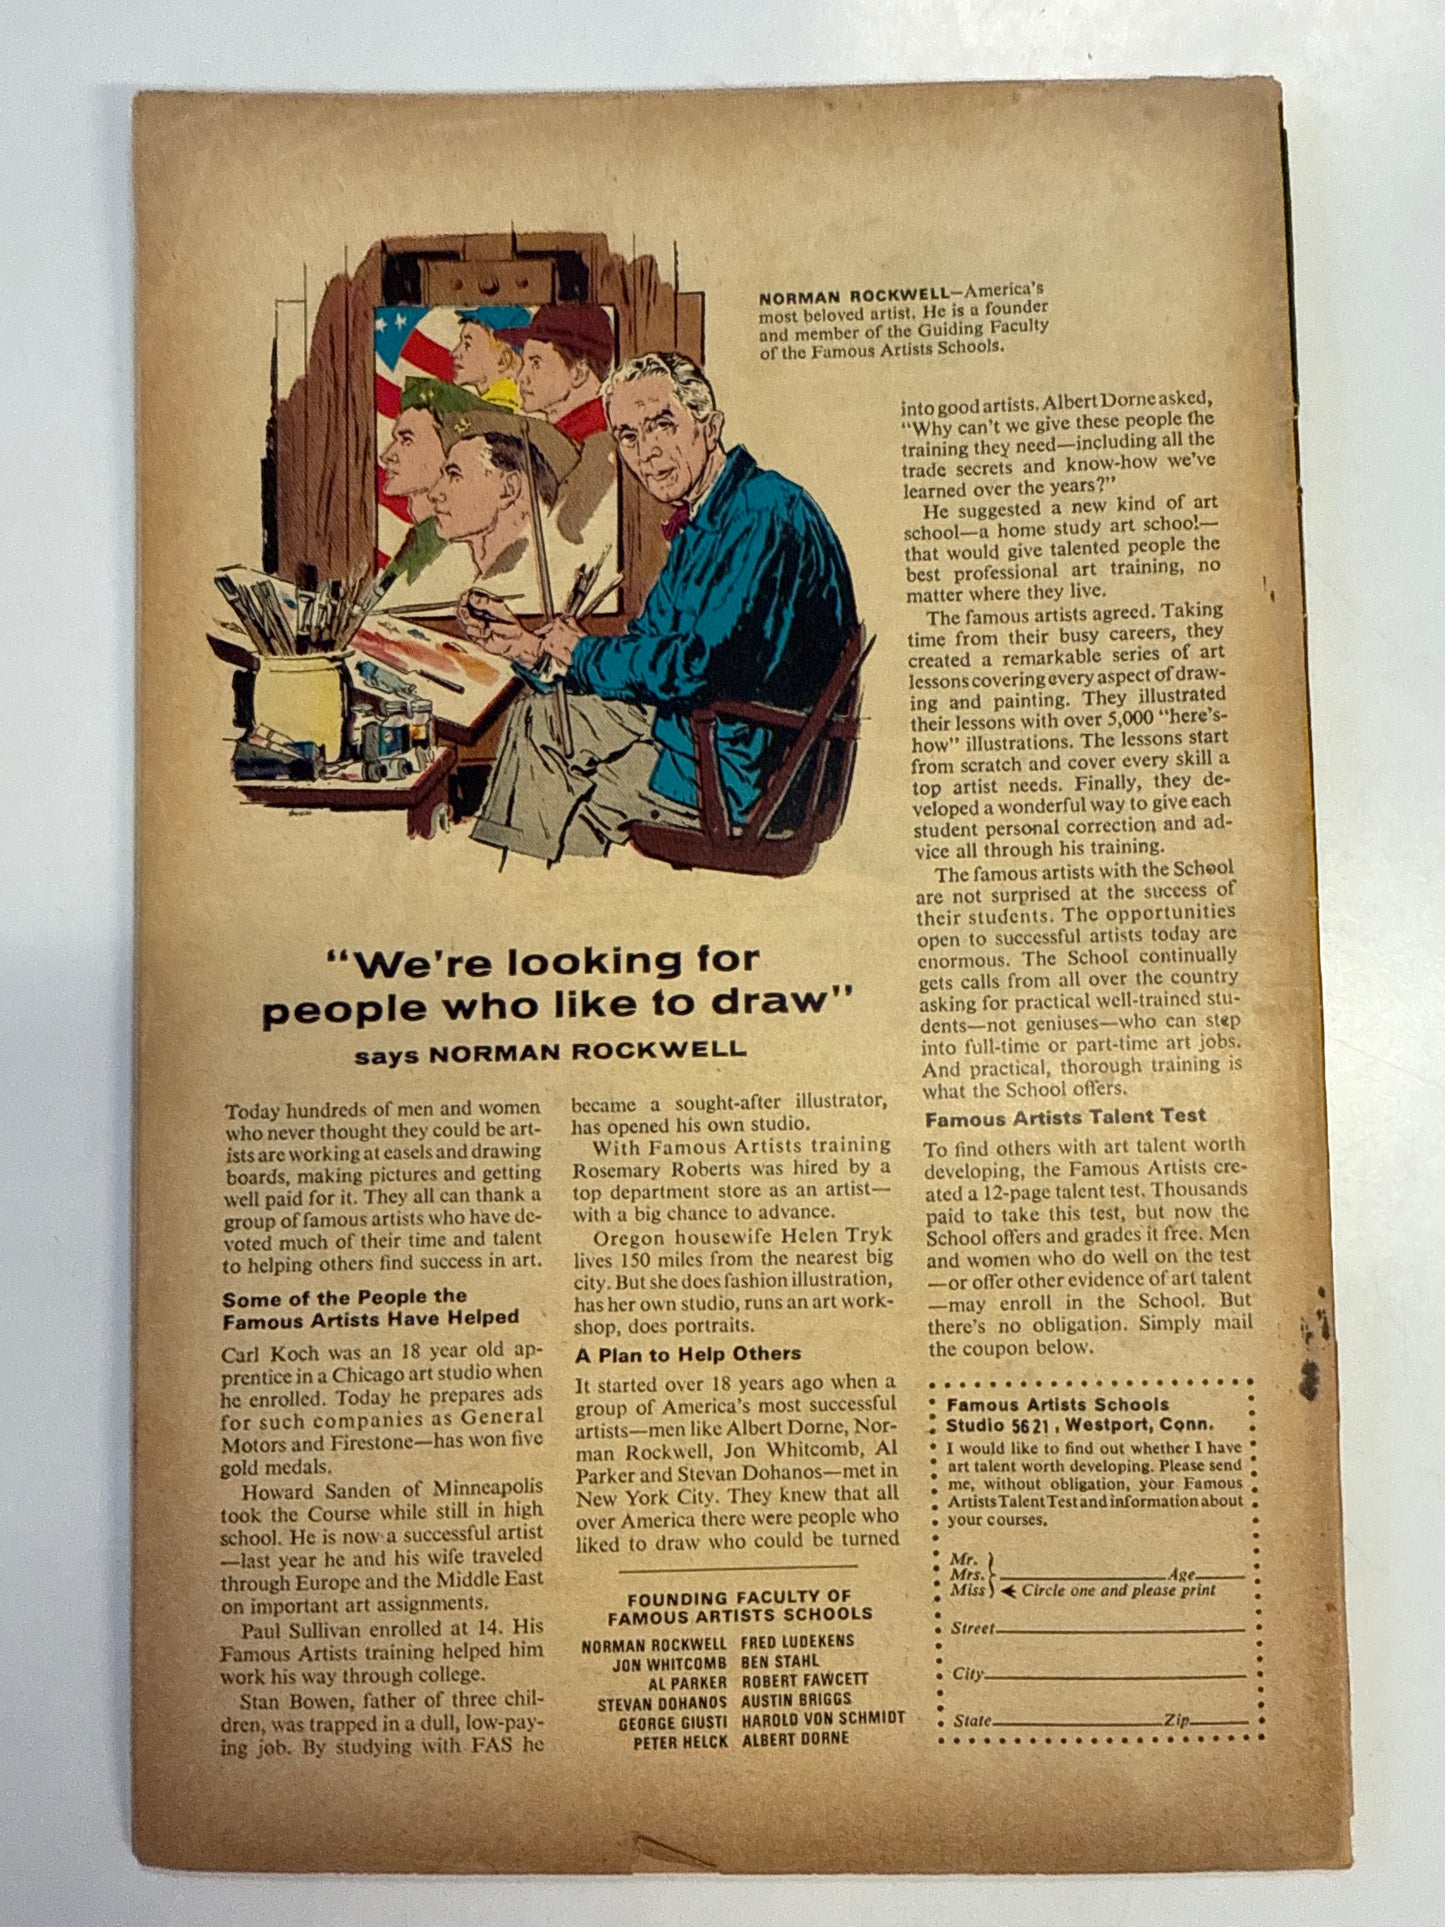 NORMAN ROCKWELL—America's
most beloved artist. He is a founder
and member of the Guiding Faculty
of the Famous Artists Schools.
"We're looking for
people who like to draw"
says NORMAN ROCKWELL
Today hundreds of men and women
who never thought they could be art-
ists are working at easels and drawing
boards, making pictures and getting
well paid for it. They all can thank a
group of famous artists who have de-
voted much of their time and talent
to helping others find success in art.
Some of the People the
Famous Artists Have Helped
Carl Koch was an 18 year old ap-
prentice in a Chicago art studio when
he enrolled. Today he prepares ads
for such companies as General
Motors and Firestone—has won five
gold medals.
Howard Sanden of Minneapolis
took the Course while still in high
school. He is now a successful artist
—last year he and his wife traveled
through Europe and the Middle East
on important art assignments.
Paul Sullivan enrolled at 14. His
Famous Artists training helped him
work his way through college.
Stan Bowen, father of three chil-
dren, was trapped in a dull, low-pay-
ing job. By studying with FAS he
became a sought-after illustrator,
has opened his own studio.
With Famous Artists training
Rosemary Roberts was hired by a
top department store as an artist—
with a big chance to advance.
Oregon housewife Helen Tryk
lives 150 miles from the nearest big
city. But she does fashion illustration,
has her own studio, runs an art work-
shop, does portraits.
A Plan to Help Others
It started over 18 years ago when a
group of America's most successful
artists—men like Albert Dorne, Nor-
man Rockwell, Jon Whitcomb, Al
Parker and Stevan Dohanos—met in
New York City. They knew that all
over America there were people who
liked to draw who could be turned
FOUNDING FACULTY OF
FAMOUS ARTISTS SCHOOLS
NORMAN ROCKWELL FRED LUDEKENS
JON WHITCOMB BEN STAHL
AL PARKER ROBERT FAWCETT
STEVAN DOHANOS AUSTIN BRIGGS
GEORGE GIUSTI HAROLD VON SCHMIDT
PETER HELCK ALBERT DORNE
into good artists. Albert Dorne asked,
"Why can't we give these people the
training they need—including all the
trade secrets and know-how we've
learned over the years?"
He suggested a new kind of art
school—a home study art school—
that would give talented people the
best professional art training, no
matter where they live.
The famous artists agreed. Taking
time from their busy careers, they
created a remarkable series of art
lessons covering every aspect of draw-
ing and painting. They illustrated
their lessons with over 5,000 "here's-
how" illustrations. The lessons start
from scratch and cover every skill a
top artist needs. Finally, they de-
veloped a wonderful way to give each
student personal correction and ad-
vice all through his training.
The famous artists with the School
are not surprised at the success of
their students. The opportunities
open to successful artists today are
enormous. The School continually
gets calls from all over the country
asking for practical well-trained stu-
dents—not geniuses—who can step
into full-time or part-time art jobs.
And practical, thorough training is
what the School offers.
Famous Artists Talent Test
To find others with art talent worth
developing, the Famous Artists cre-
ated a 12-page talent test. Thousands
paid to take this test, but now the
School offers and grades it free. Men
and women who do well on the test
—or offer other evidence of art talent
—may enroll in the School. But
there's no obligation. Simply mail
the coupon below.
Famous Artists Schools
Studio 5621, Westport, Conn.
I would like to find out whether I have
art talent worth developing. Please send
me, without obligation, your Famous
Artists Talent Test and information about
your courses.
Mr.
Mrs. Age
Miss Circle one and please print
Street
City
State Zip